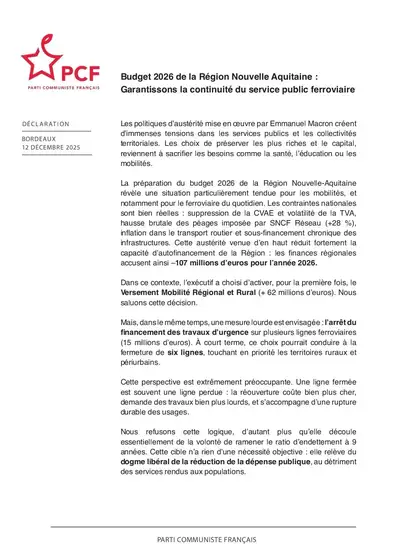 PCF
PARTI COMMUNISTE FRANÇAIS
DÉCLARATION
BORDEAUX
12 DÉCEMBRE 2025
Budget 2026 de la Région Nouvelle Aquitaine :
Garantissons la continuité du service public ferroviaire
Les politiques d'austérité mise en œuvre par Emmanuel Macron créent
d'immenses tensions dans les services publics et les collectivités
territoriales. Les choix de préserver les plus riches et le capital,
reviennent à sacrifier les besoins comme la santé, l'éducation ou les
mobilités.
La préparation du budget 2026 de la Région Nouvelle-Aquitaine
révèle une situation particulièrement tendue pour les mobilités, et
notamment pour le ferroviaire du quotidien. Les contraintes nationales
sont bien réelles : suppression de la CVAE et volatilité de la TVA,
hausse brutale des péages imposée par SNCF Réseau (+28 %),
inflation dans le transport routier et sous-financement chronique des
infrastructures. Cette austérité venue d'en haut réduit fortement la
capacité d'autofinancement de la Région : les finances régionales
accusent ainsi –107 millions d'euros pour l'année 2026.
Dans ce contexte, l'exécutif a choisi d'activer, pour la première fois, le
Versement Mobilité Régional et Rural (+ 62 millions d'euros). Nous
saluons cette décision.
Mais, dans le même temps, une mesure lourde est envisagée : l'arrêt du
financement des travaux d'urgence sur plusieurs lignes ferroviaires
(15 millions d'euros). À court terme, ce choix pourrait conduire à la
fermeture de six lignes, touchant en priorité les territoires ruraux et
périurbains.
Cette perspective est extrêmement préoccupante. Une ligne fermée
est souvent une ligne perdue : la réouverture coûte bien plus cher,
demande des travaux bien plus lourds, et s'accompagne d'une rupture
durable des usages.
Nous refusons cette logique, d'autant plus qu'elle découle
essentiellement de la volonté de ramener le ratio d'endettement à 9
années. Cette cible n'a rien d'une nécessité objective : elle relève du
dogme libéral de la réduction de la dépense publique, au détriment
des services rendus aux populations.
PARTI COMMUNISTE FRANÇAIS